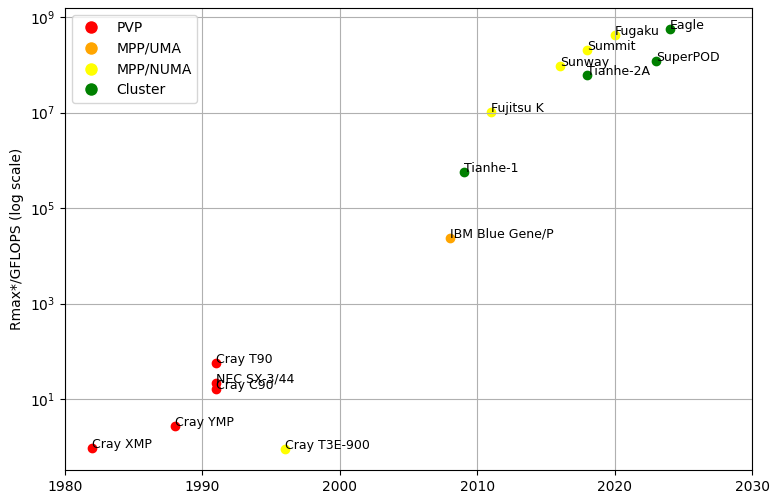 10^9
10^7
10^5
10^3
10^1
Rmax*/GFLOPS (log scale)
PVP
MPP/UMA
MPP/NUMA
Cluster
Eagle
Fugaku
Summit
SuperPOD
Sunway
Tianhe-2A
Fujitsu K
Tianhe-1
IBM Blue Gene/P
Cray T90
NEC SX-3/44
Cray C90
Cray YMP
Cray XMP
Cray T3E-900
1980 1990 2000 2010 2020 2030